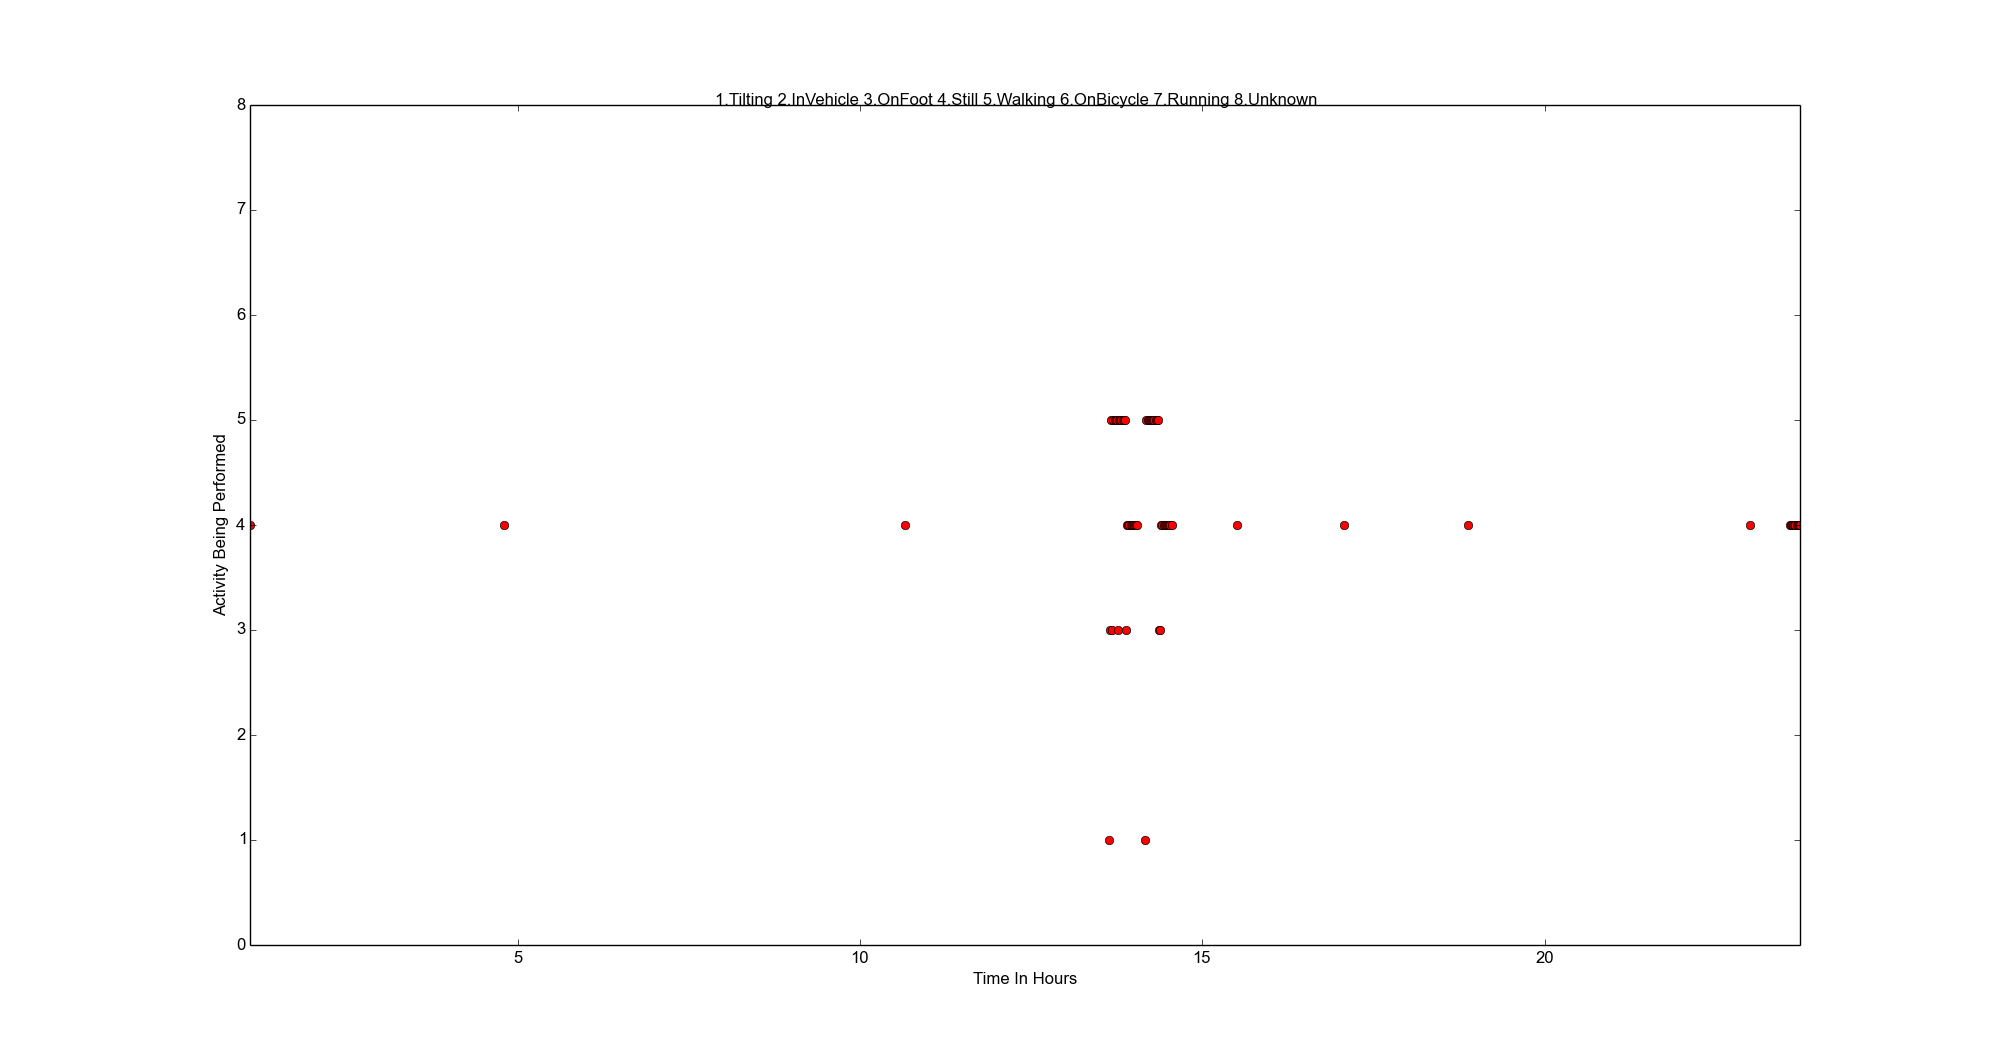 1.Tilting 2.InVehicle 3.OnFoot 4.Still 5.Walking 6.OnBicycle 7.Running 8.Unknown
8
7
6
5
4
3
2
1
0
Activity Being Performed
5 10 15 20
Time In Hours